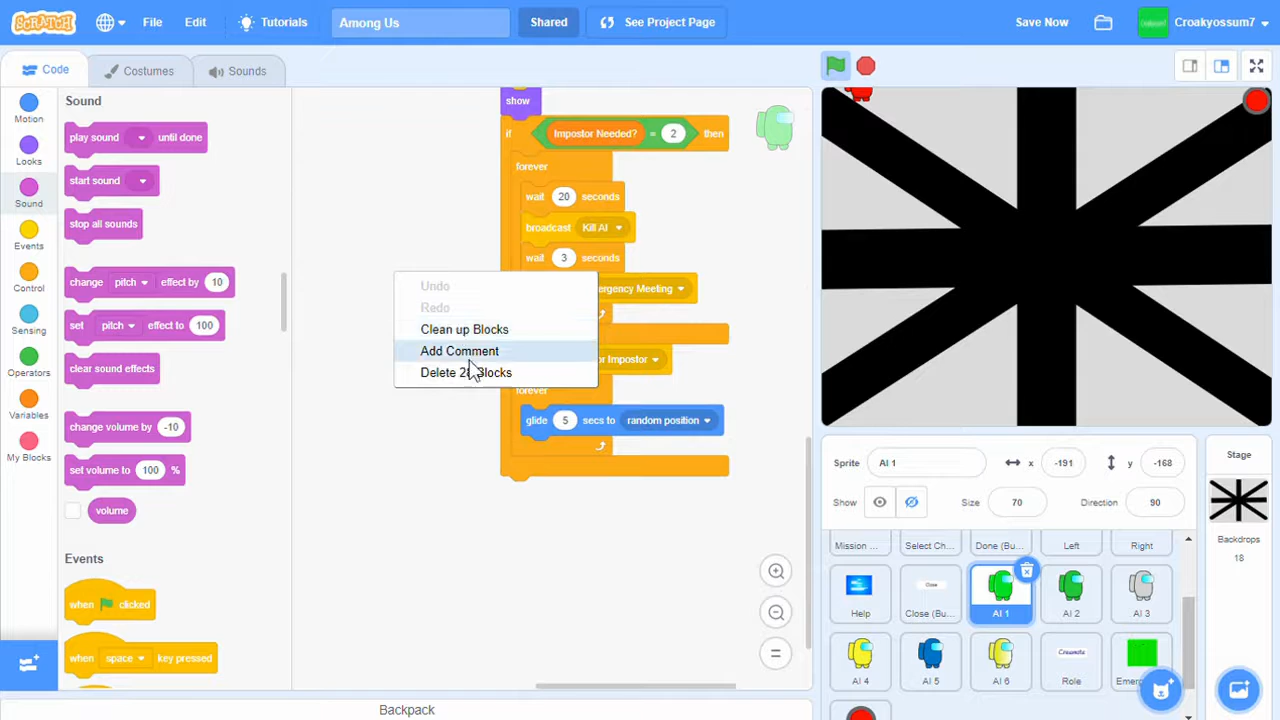 SCRATCH File Edit Tutorials Among Us Shared See Project Page Save Now Croakyossum7
Code Costumes Sounds
Motion
Looks
Sound
Events
Control
Sensing
Operators
Variables
My Blocks
Sound
play sound until done
start sound
stop all sounds
change pitch effect by 10
set pitch effect to 100
clear sound effects
change volume by -10
set volume to 100 %
volume
Events
when clicked
when space key pressed
show
if Impostor Needed? = 2 then
forever
wait 20 seconds
broadcast Kill AI
wait 3 seconds
ergency Meeting
Undo
Redo
Clean up Blocks
Add Comment
Delete Blocks
r Impostor
forever
glide 5 secs to random position
Backpack
Sprite AI 1 x -191 y -168
Show Size 70 Direction 90
Stage
Backdrops
18
Mission ... Select Ch... Done (Bu... Left Right
Close
Help Close (Bu... AI 1 AI 2 AI 3
Crewmate
AI 4 AI 5 AI 6 Role Emer